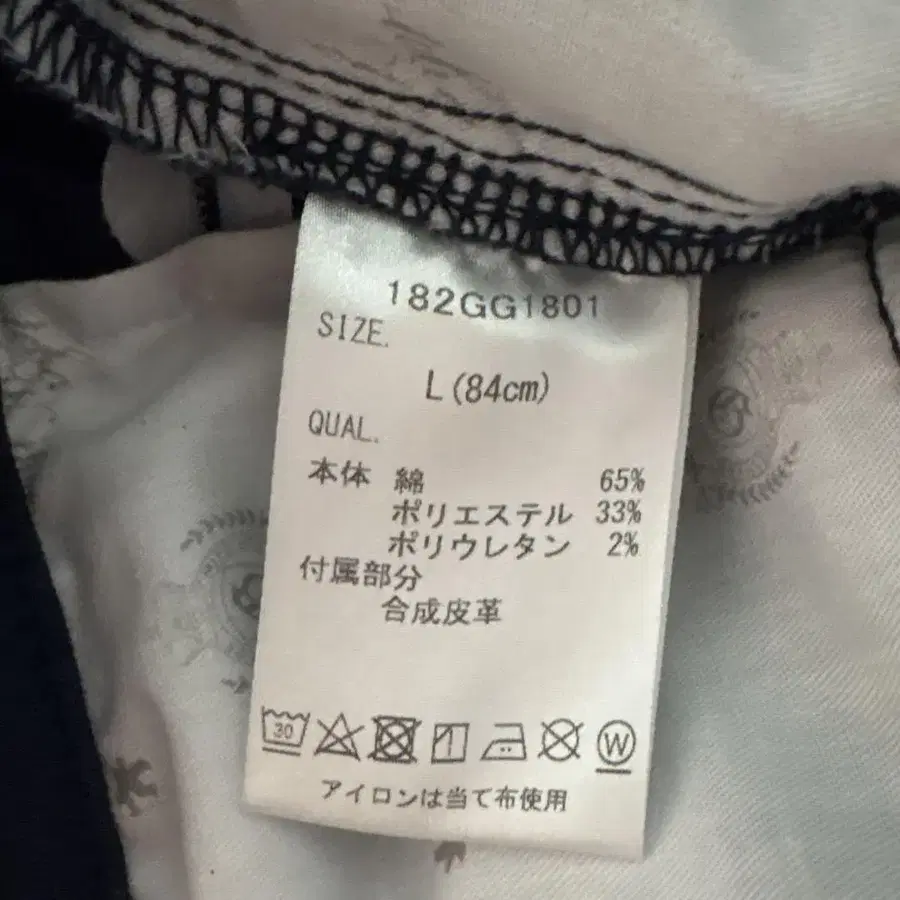 182GG1801
SIZE.
L(84cm)
QUAL.
本体 綿 65%
ポリエステル 33%
ポリウレタン 2%
付属部分
合成皮革
30 W
アイロンは当て布使用